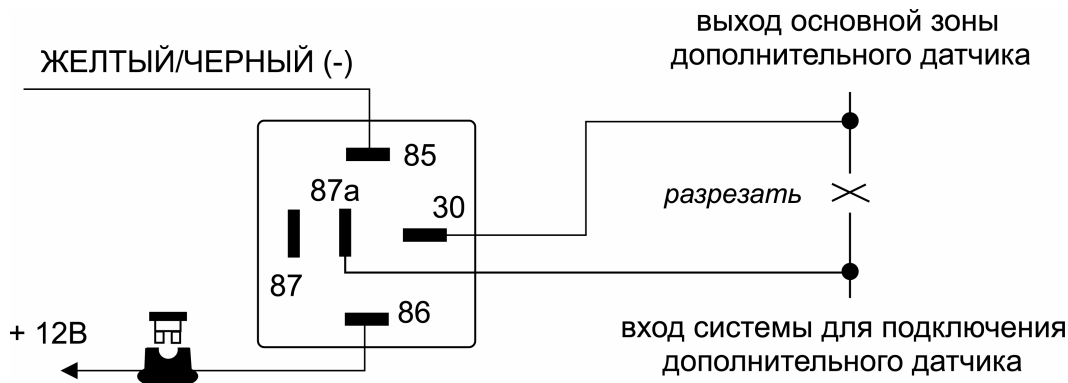 выход основной зоны
дополнительного датчика
ЖЕЛТЫЙ/ЧЕРНЫЙ (-)
85
87а
30
разрезать
87
86
+ 12В
вход системы для подключения
дополнительного датчика